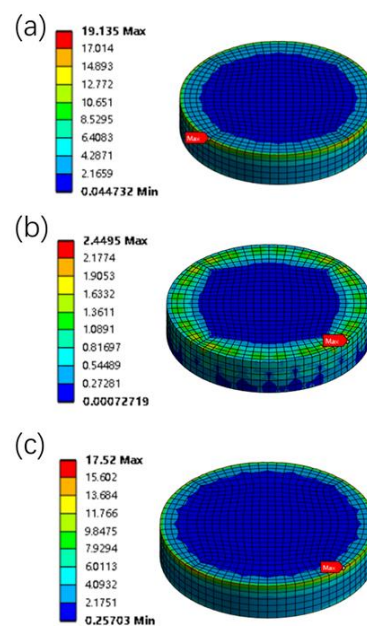 (a)
19.135 Max
17.014
14.893
12.772
10.651
8.5295
6.4083
4.2871
2.1659
0.044732 Min
Max
(b)
2.4495 Max
2.1774
1.9053
1.6332
1.3611
1.0891
0.81697
0.54489
0.27281
0.00072719
Max
(c)
17.52 Max
15.602
13.684
11.766
9.8475
7.9294
6.0113
4.0932
2.1751
0.25703 Min
Max